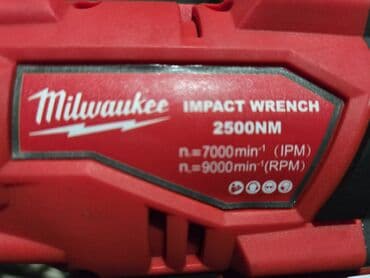 Milwaukee
IMPACT WRENCH
2500NM
n.=7000min⁻¹ (IPM)
n.=9000min⁻¹(RPM)